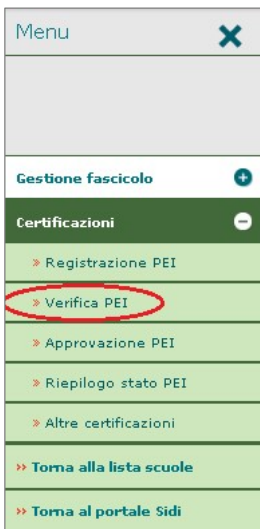 Menu
Gestione fascicolo
Certificazioni
» Registrazione PEI
» Verifica PEI
» Approvazione PEI
» Riepilogo stato PEI
» Altre certificazioni
» Torna alla lista scuole
» Torna al portale Sidi